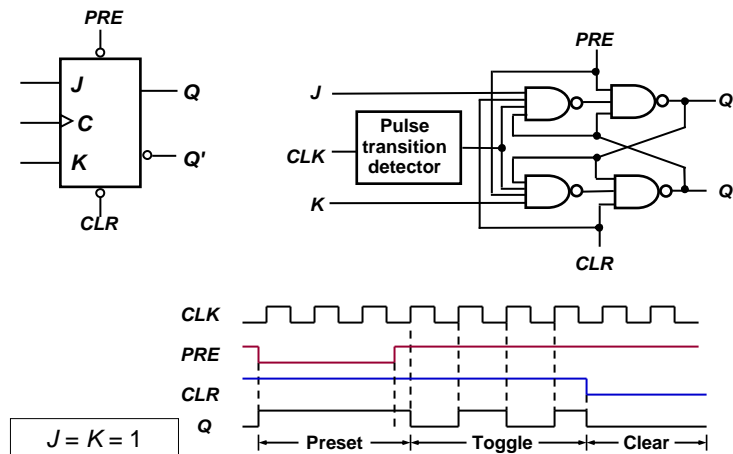 PRE
J
C
K
Q
Q'
CLR
PRE
J
CLK
Pulse
transition
detector
K
Q
Q
CLR
CLK
PRE
CLR
Q
Preset
Toggle
Clear
J = K = 1